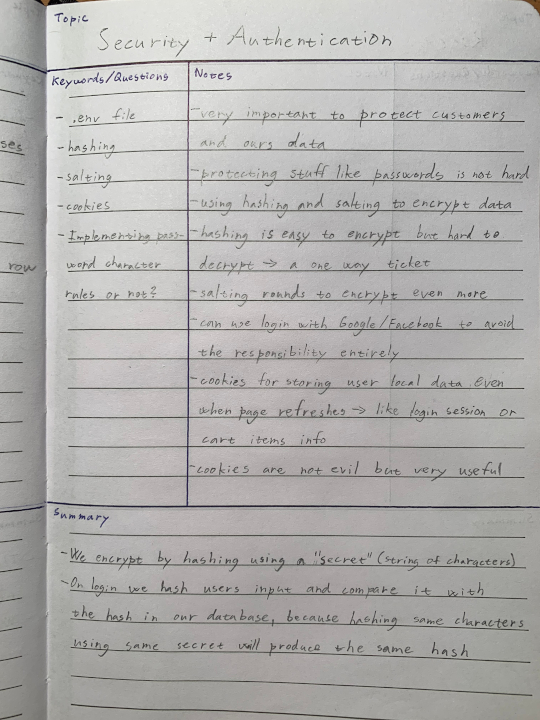 Topic
Security + Authentication
Keywords/Questions
- .env file
- hashing
- salting
- cookies
- Implementing pass-
word character
rules or not?
Notes
- very important to protect customers
and ours data
- protecting stuff like passwords is not hard
- using hashing and salting to encrypt data
- hashing is easy to encrypt but hard to
decrypt → a one way ticket
- salting rounds to encrypt even more
- can use login with Google/Facebook to avoid
the responsibility entirely
- cookies for storing user local data even
when page refreshes → like login session or
cart items info
- cookies are not evil but very useful
Summary
- We encrypt by hashing using a "secret" (string of characters)
- On login we hash users input and compare it with
the hash in our database, because hashing same characters
using same secret will produce the same hash
ses
row